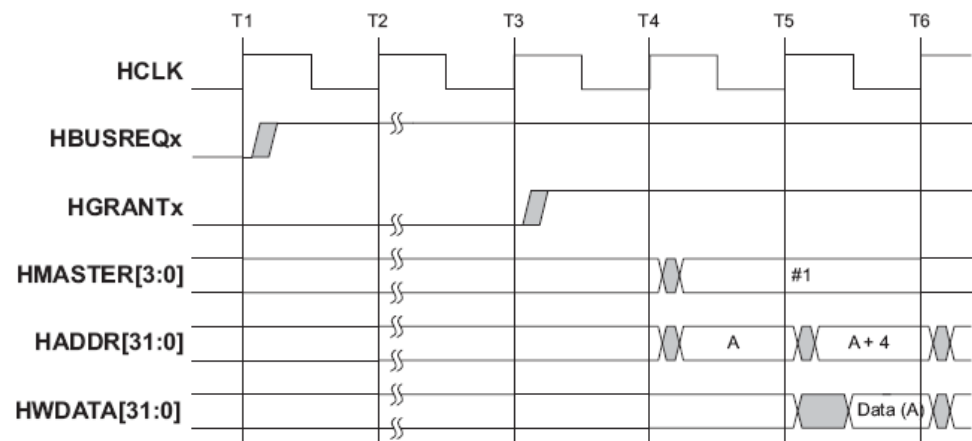 T1 T2 T3 T4 T5 T6
HCLK
HBUSREQx
HGRANTx
HMASTER[3:0] #1
HADDR[31:0] A A + 4
HWDATA[31:0] Data (A)